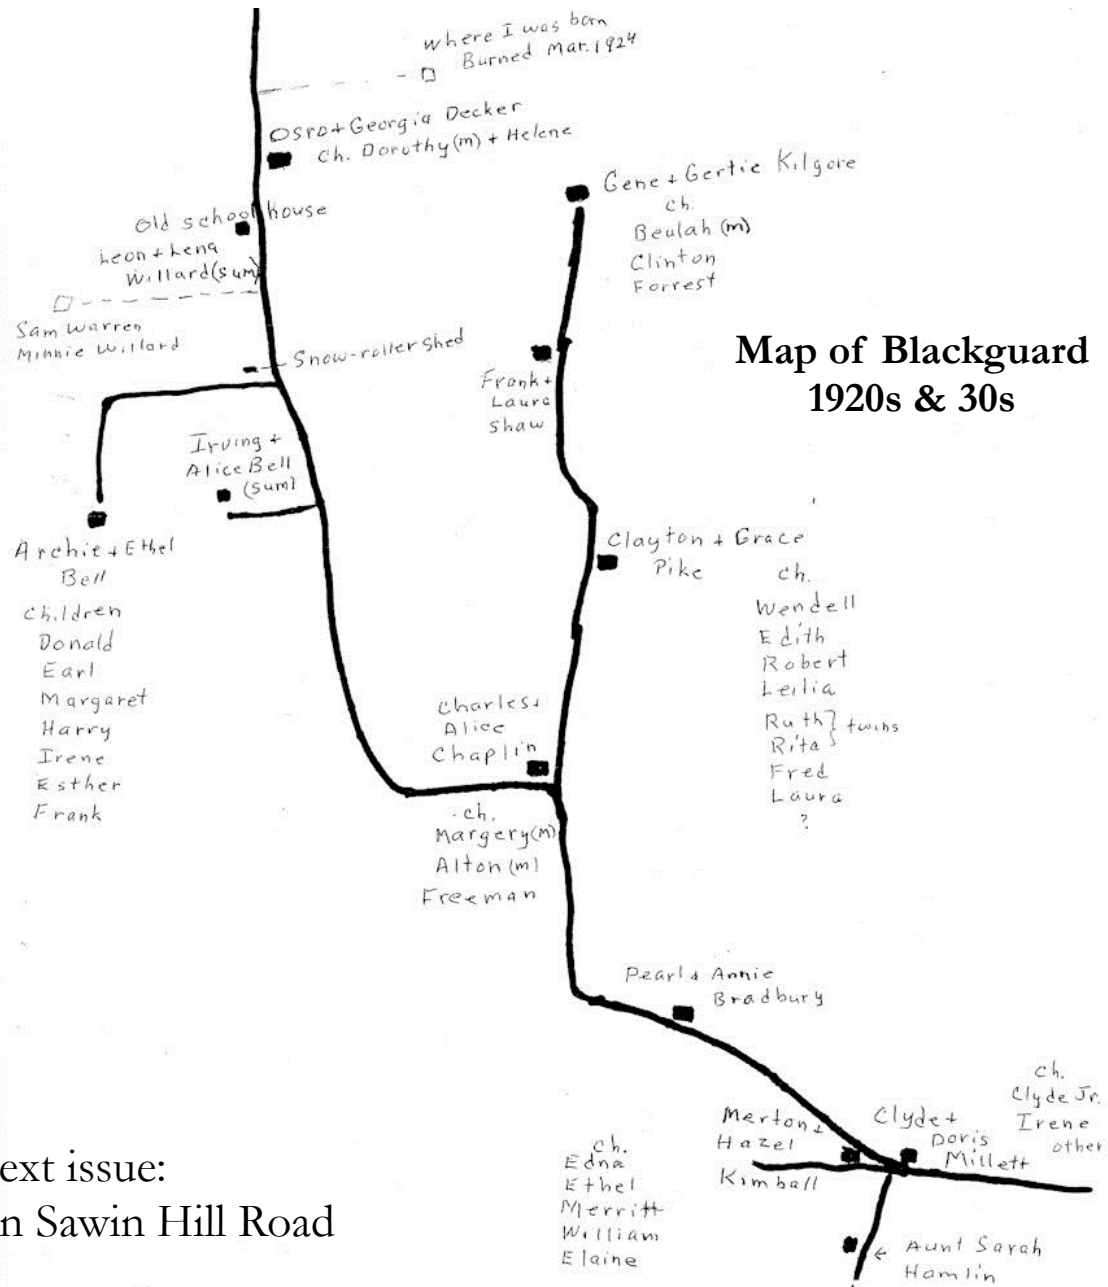 Where I was born
Burned Mar. 1924
Osro + Georgia Decker
Ch. Dorothy (m) + Helene
Gene + Gertie Kilgore
ch.
Beulah (m)
Clinton
Forrest
Old school house
Leon + Lena
Willard (sum)
Sam Warren
Minnie Willard
Snow-roller shed
Map of Blackguard
1920s & 30s
Frank +
Laura
Shaw
Irving +
Alice Bell
(sum)
Archie + Ethel
Bell
Children
Donald
Earl
Margaret
Harry
Irene
Esther
Frank
Clayton + Grace
Pike
ch.
Wendell
Edith
Robert
Leilia
Ruth } twins
Rita
Fred
Laura
?
Charles +
Alice
Chaplin
ch.
Margery (m)
Alton (m)
Freeman
Pearl + Annie
Bradbury
Merton +
Hazel
Kimball
ch.
Edna
Ethel
Merritt
William
Elaine
Clyde +
Doris
Millett
ch.
Clyde Jr.
Irene
other
← Aunt Sarah
Hamlin
ext issue:
n Sawin Hill Road